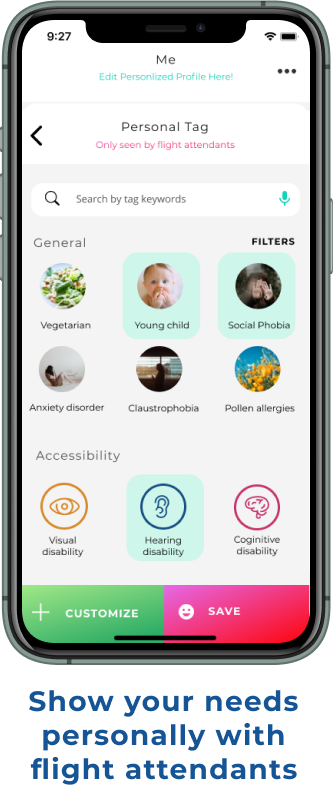 9:27
Me
Edit Personlized Profile Here!
Personal Tag
Only seen by flight attendants
Search by tag keywords
General
FILTERS
Vegetarian
Young child
Social Phobia
Anxiety disorder
Claustrophobia
Pollen allergies
Accessibility
Visual
disability
Hearing
disability
Coginitive
disability
CUSTOMIZE
SAVE
Show your needs
personally with
flight attendants